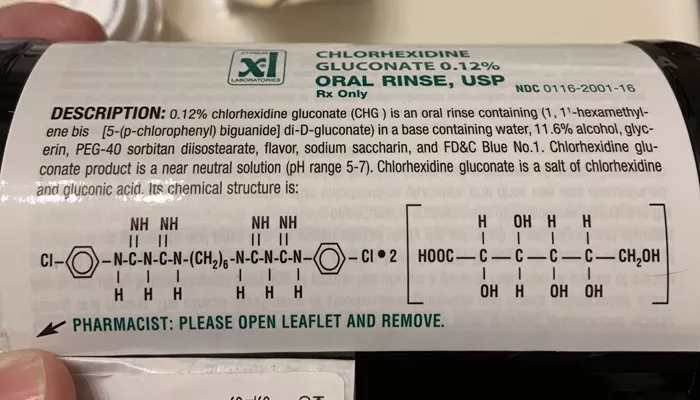 xl
LABORATORIES
CHLORHEXIDINE
GLUCONATE 0.12%
ORAL RINSE, USP
Rx Only
NDC 0116-2001-16
DESCRIPTION: 0.12% chlorhexidine gluconate (CHG ) is an oral rinse containing (1, 1¹-hexamethyl-
ene bis [5-(p-chlorophenyl) biguanide] di-D-gluconate) in a base containing water, 11.6% alcohol, glyc-
erin, PEG-40 sorbitan diisostearate, flavor, sodium saccharin, and FD&C Blue No.1. Chlorhexidine glu-
conate product is a near neutral solution (pH range 5-7). Chlorhexidine gluconate is a salt of chlorhexidine
and gluconic acid. Its chemical structure is:
NH NH NH NH H OH H H
Cl- -N-C-N-C-N-(CH₂)₆-N-C-N-C-N- -Cl • 2 HOOC — C — C — C — C — CH₂OH
H H H H H H OH H OH OH
PHARMACIST: PLEASE OPEN LEAFLET AND REMOVE.